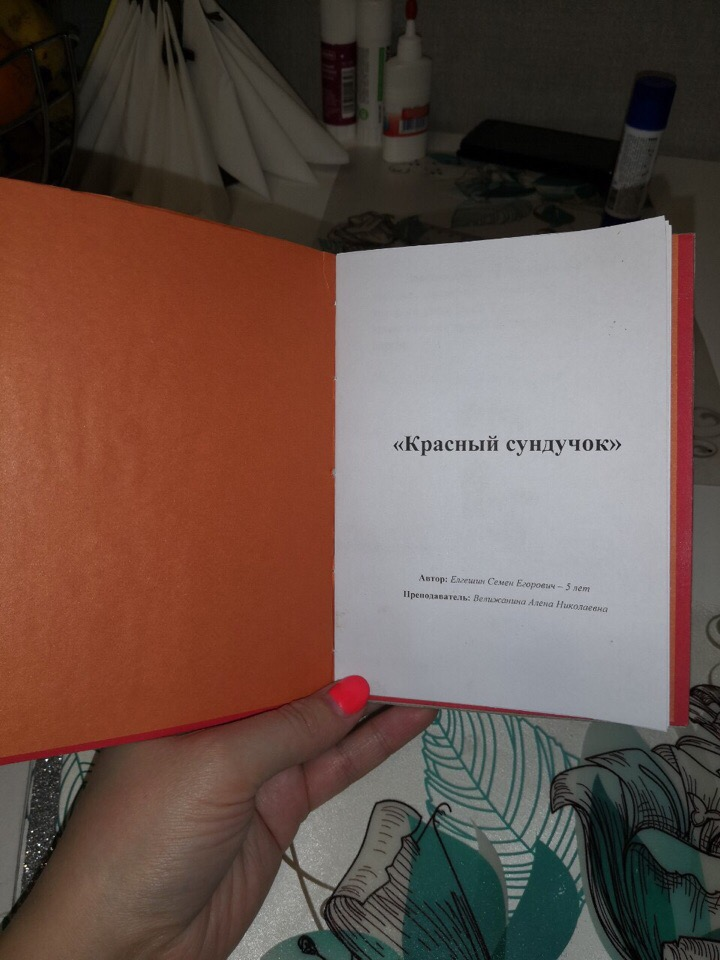 «Красный сундучок»
Автор: Елгешин Семен Егорович – 5 лет
Преподаватель: Велижанина Алена Николаевна